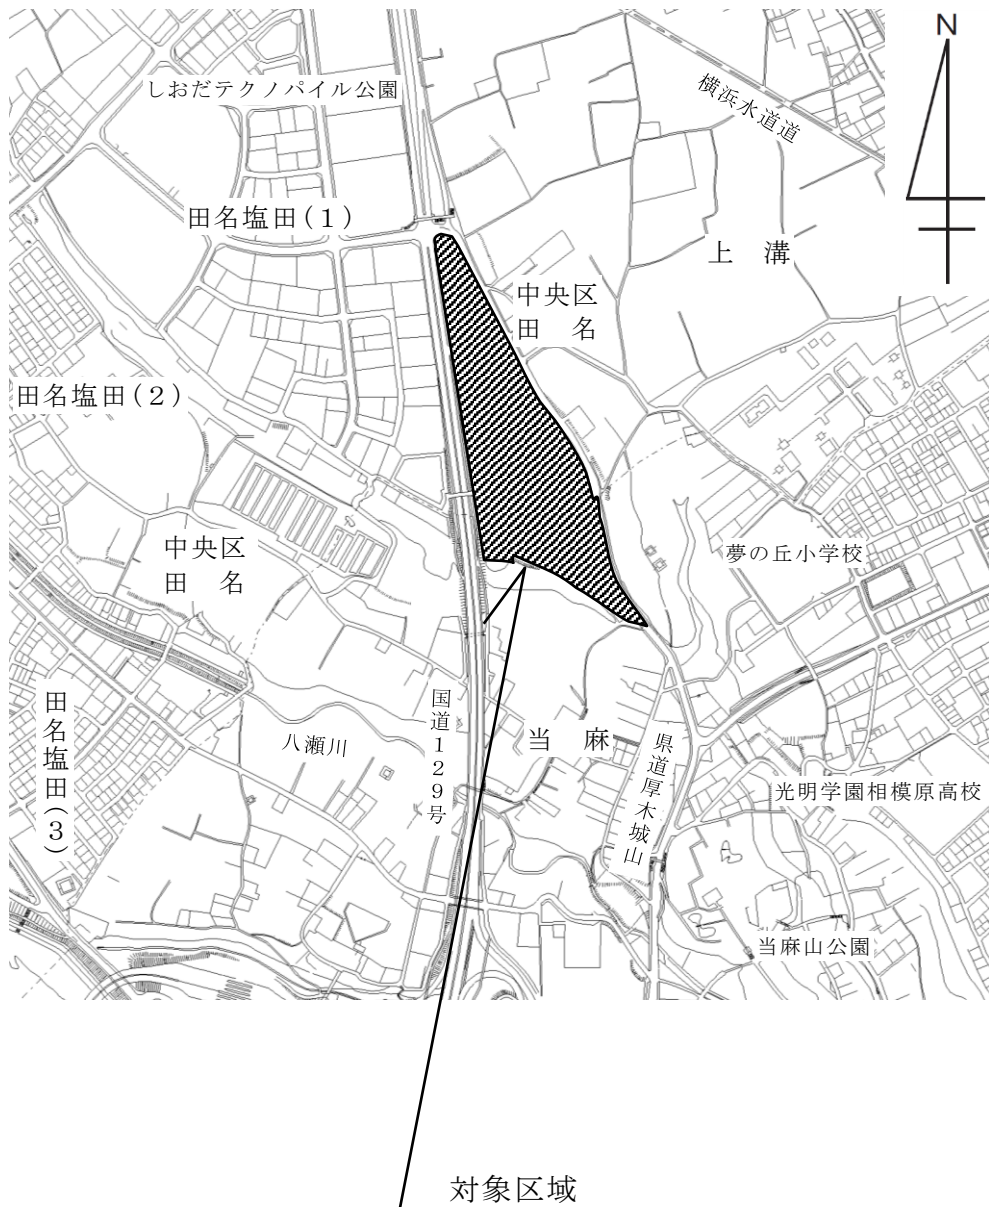 N
しおだテクノパイル公園
横浜水道道
田名塩田(1)
上 溝
中央区
田 名
田名塩田(2)
中央区
田 名
夢の丘小学校
田名塩田(3)
八瀬川
国道129号
当 麻
県道厚木城山
光明学園相模原高校
当麻山公園
対象区域